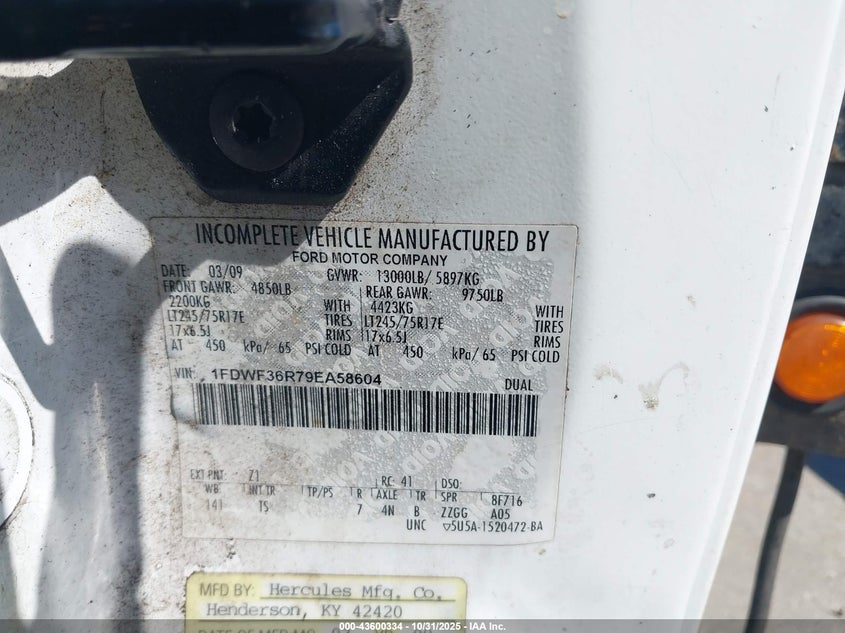 INCOMPLETE VEHICLE MANUFACTURED BY
FORD MOTOR COMPANY
DATE: 03/09 GVWR: 13000LB/ 5897KG
FRONT GAWR: 4850LB REAR GAWR: 9750LB
2200KG WITH 4423KG WITH
LT245/75R17E TIRES LT245/75R17E TIRES
17x6.5J RIMS 17x6.5J RIMS
AT 450 kPa/ 65 PSI COLD AT 450 kPa/ 65 PSI COLD
VIN: 1FDWF36R79EA58604 DUAL
EXT PNT: Z1 RC: 41 DSO:
WB INT TR TP/PS R AXLE TR SPR 8F716
141 TS 7 4N B ZZGG A05
UNC ▽5U5A-1520472-BA
MFD BY: Hercules Mfg. Co.
Henderson, KY 42420
000-43600334 - 10/31/2025 - IAA Inc.